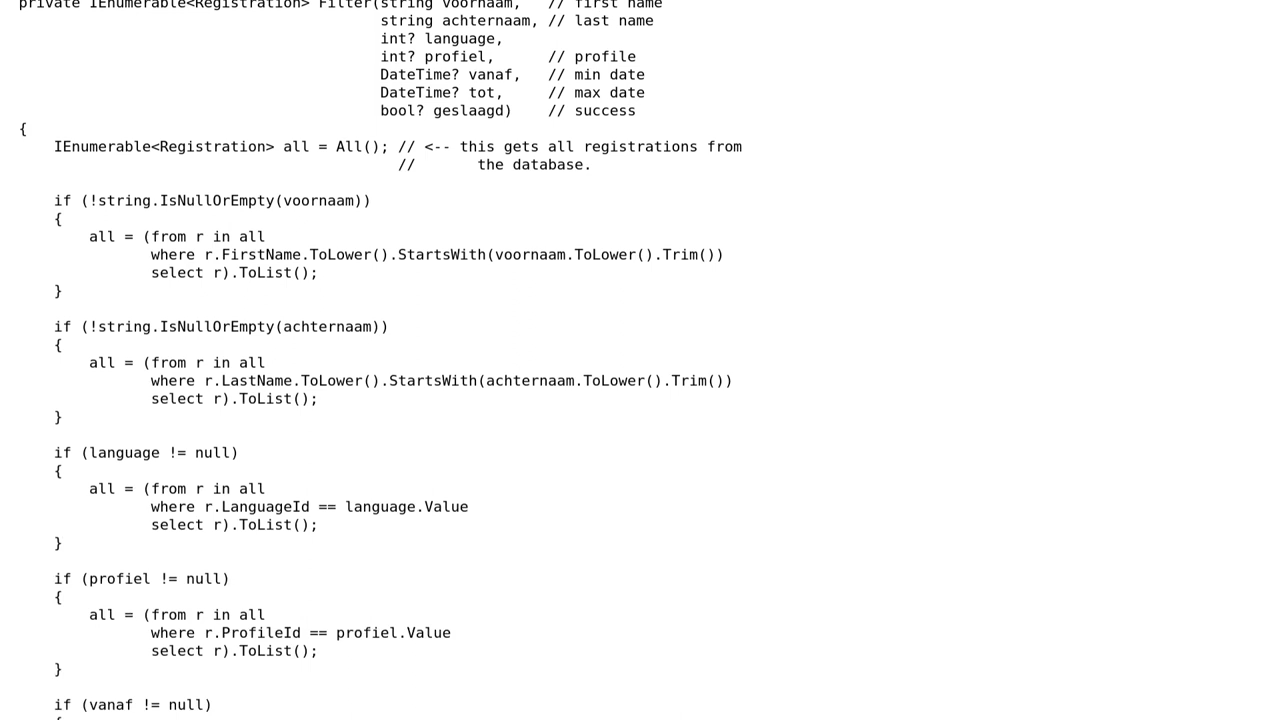 private IEnumerable<Registration> Filter(string voornaam,   // first name
                                         string achternaam, // last name
                                         int? language,
                                         int? profiel,      // profile
                                         DateTime? vanaf,   // min date
                                         DateTime? tot,     // max date
                                         bool? geslaagd)    // success
{
    IEnumerable<Registration> all = All(); // <-- this gets all registrations from
                                           //       the database.

    if (!string.IsNullOrEmpty(voornaam))
    {
        all = (from r in all
               where r.FirstName.ToLower().StartsWith(voornaam.ToLower().Trim())
               select r).ToList();
    }

    if (!string.IsNullOrEmpty(achternaam))
    {
        all = (from r in all
               where r.LastName.ToLower().StartsWith(achternaam.ToLower().Trim())
               select r).ToList();
    }

    if (language != null)
    {
        all = (from r in all
               where r.LanguageId == language.Value
               select r).ToList();
    }

    if (profiel != null)
    {
        all = (from r in all
               where r.ProfileId == profiel.Value
               select r).ToList();
    }

    if (vanaf != null)
    {